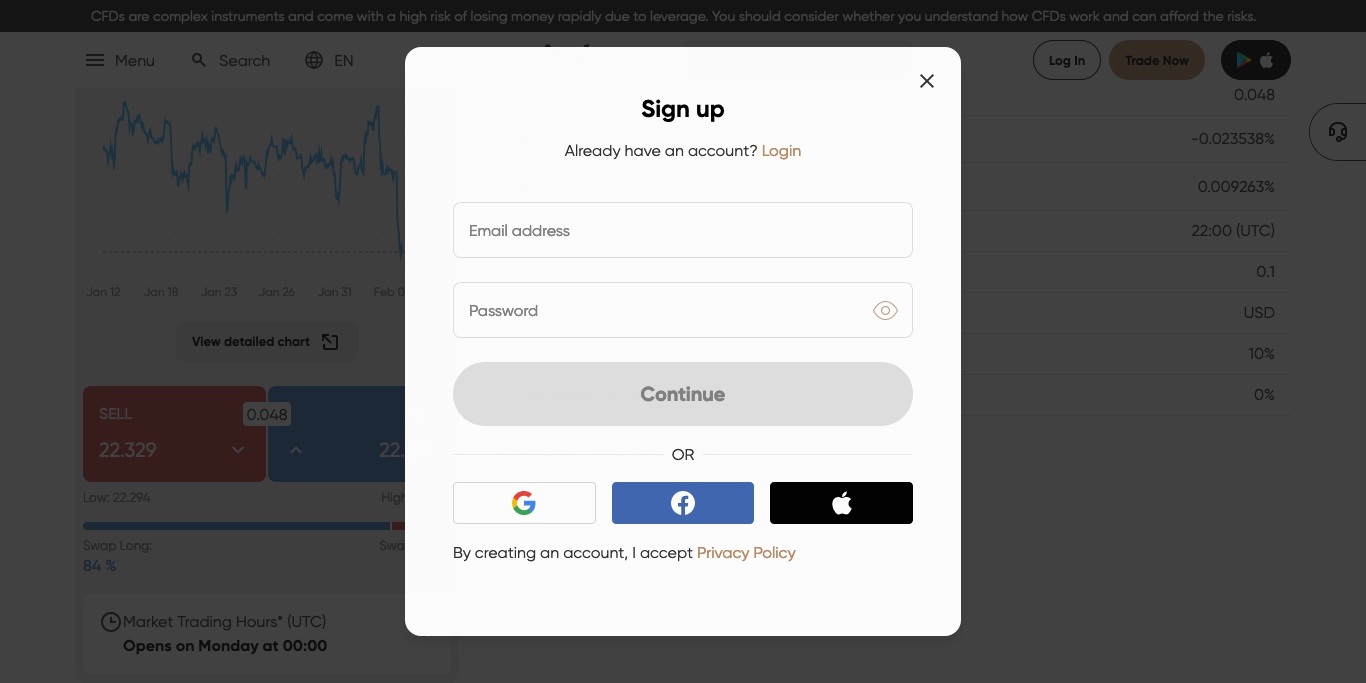 CFDs are complex instruments and come with a high risk of losing money rapidly due to leverage. You should consider whether you understand how CFDs work and can afford the risks.
Menu
Search
EN
Log In
Trade Now
Jan 12
Jan 18
Jan 23
Jan 26
Jan 31
Feb 0
View detailed chart
SELL
0.048
22.329
22.
Low: 22.294
High
Swap Long:
Swa
84 %
Market Trading Hours* (UTC)
Opens on Monday at 00:00
Sign up
Already have an account? Login
Email address
Password
Continue
OR
By creating an account, I accept Privacy Policy
0.048
-0.023538%
0.009263%
22:00 (UTC)
0.1
USD
10%
0%